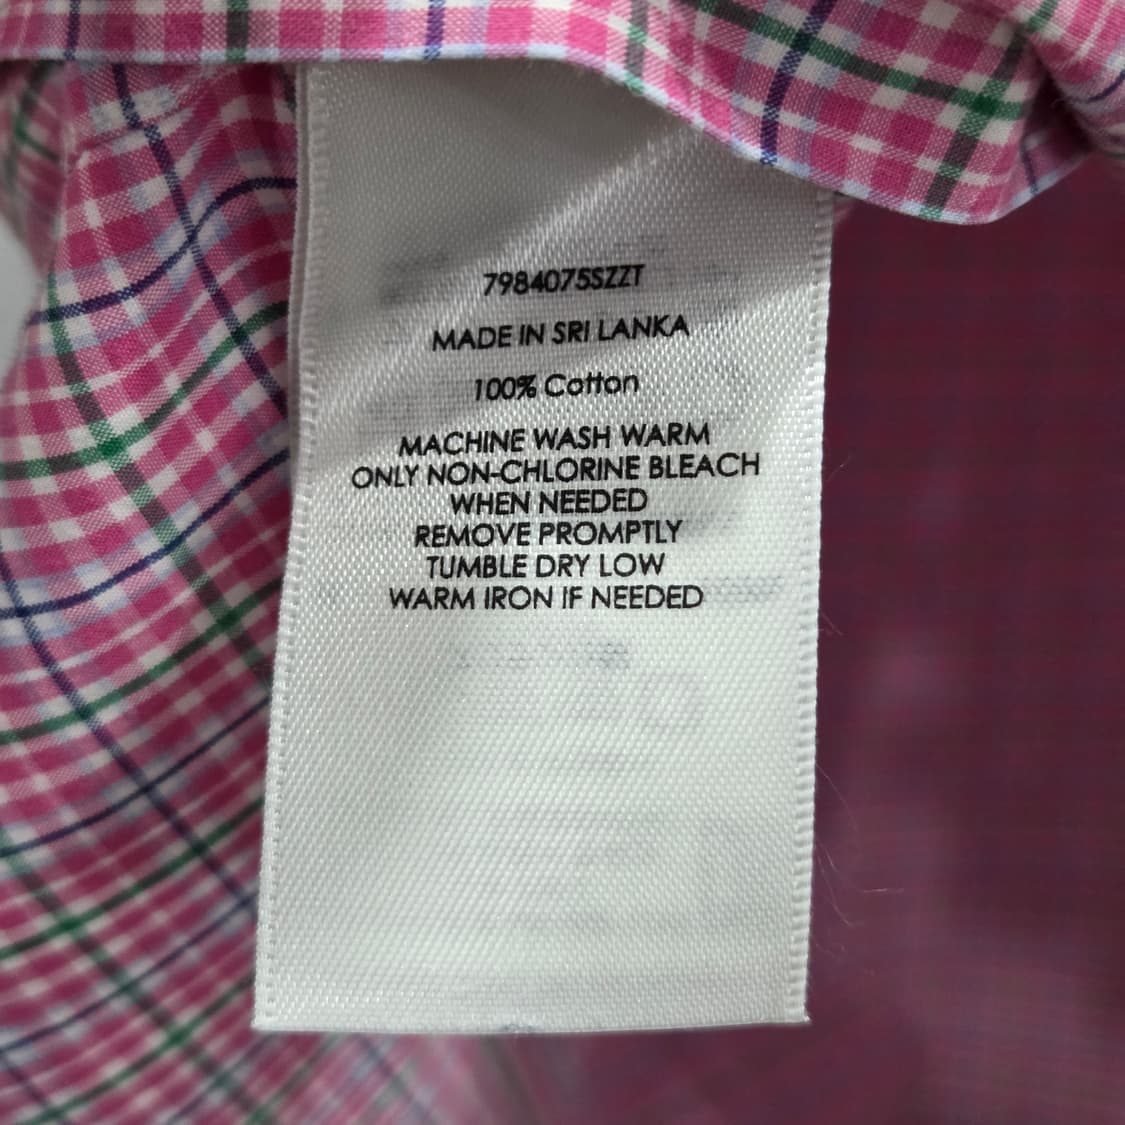 7984075SZZT
MADE IN SRI LANKA
100% Cotton
MACHINE WASH WARM
ONLY NON-CHLORINE BLEACH
WHEN NEEDED
REMOVE PROMPTLY
TUMBLE DRY LOW
WARM IRON IF NEEDED